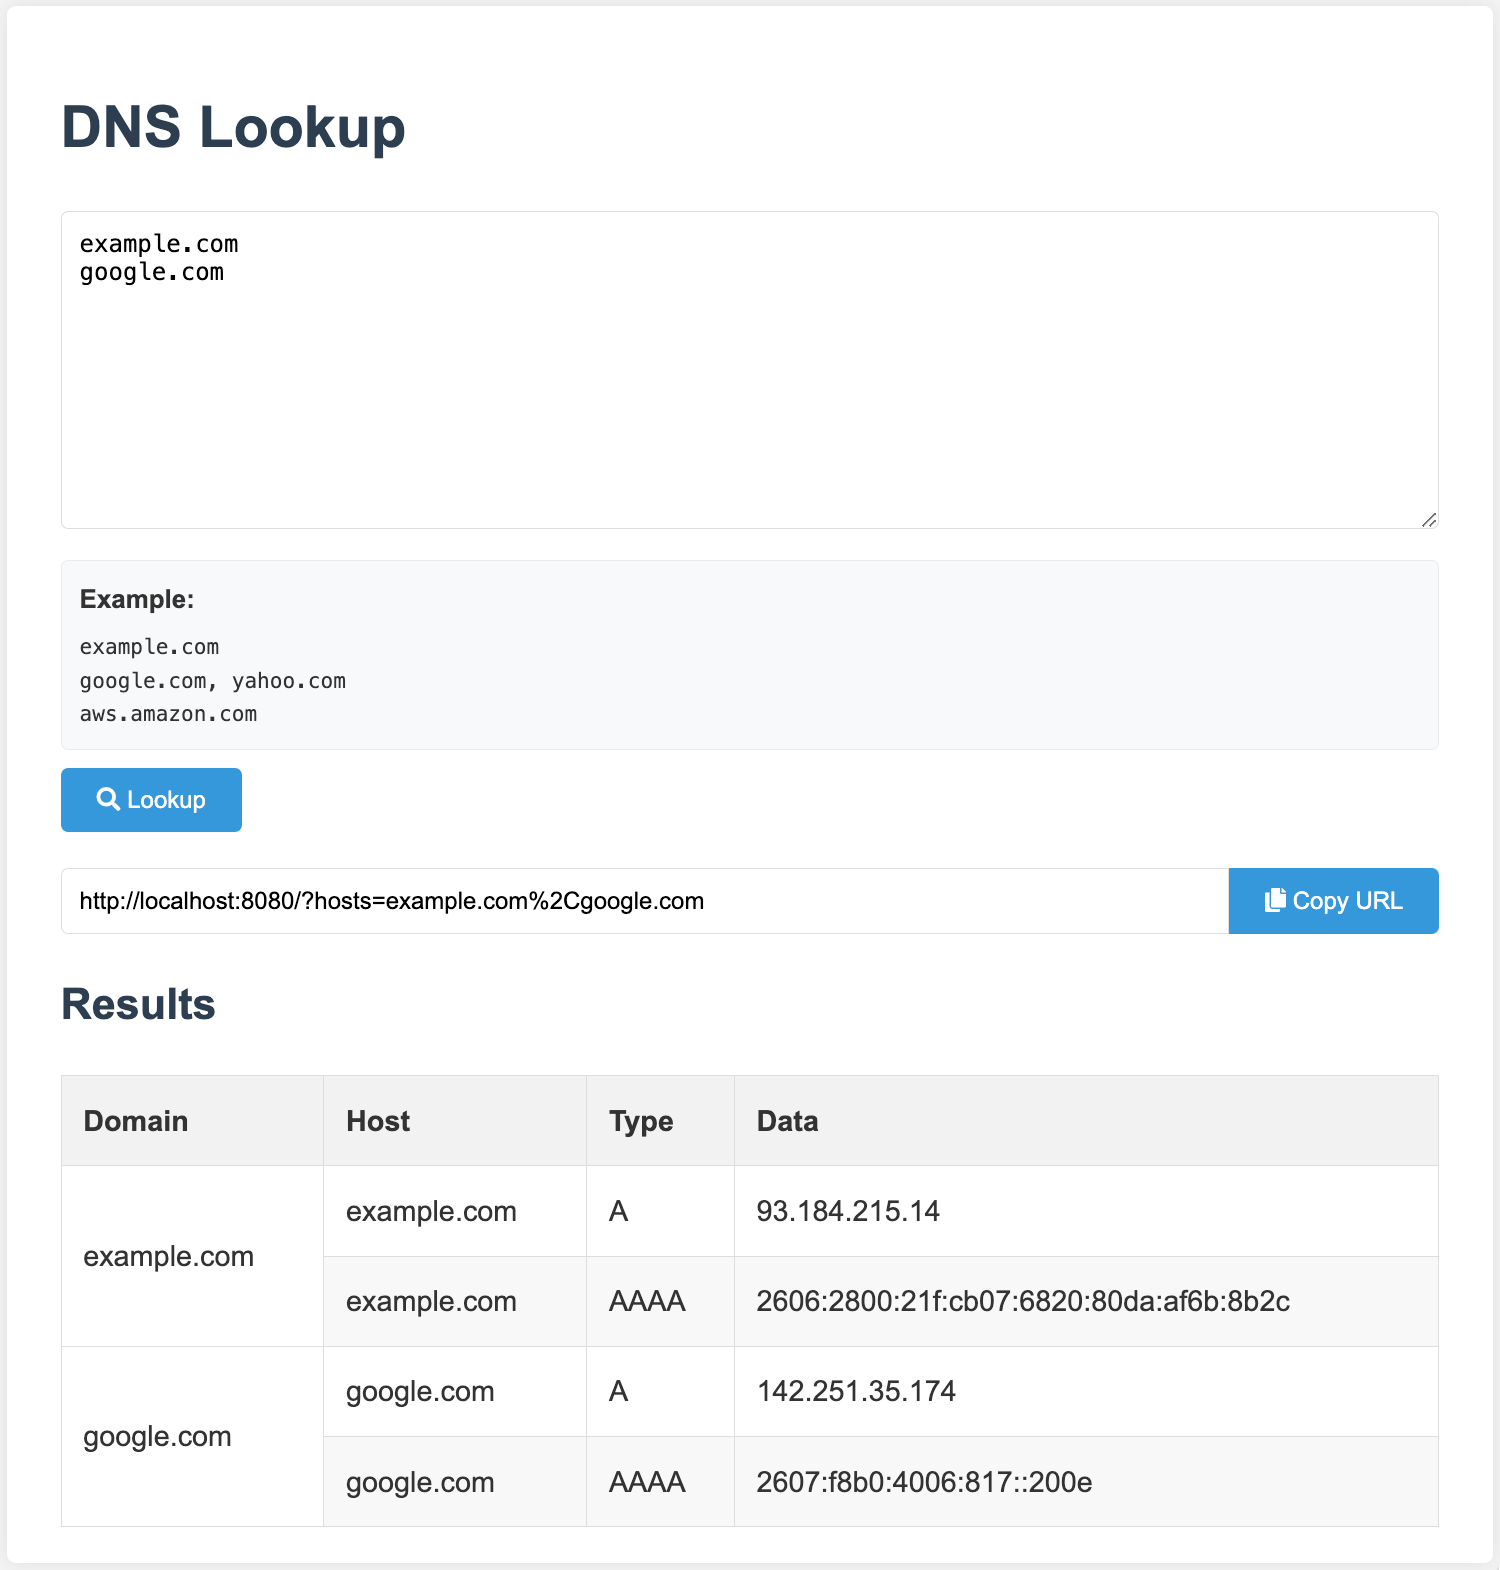 DNS Lookup
example.com
google.com
Example:
example.com
google.com, yahoo.com
aws.amazon.com
Lookup
http://localhost:8080/?hosts=example.com%2Cgoogle.com
Copy URL
Results
Domain Host Type Data
example.com
example.com A 93.184.215.14
example.com AAAA 2606:2800:21f:cb07:6820:80da:af6b:8b2c
google.com
google.com A 142.251.35.174
google.com AAAA 2607:f8b0:4006:817::200e